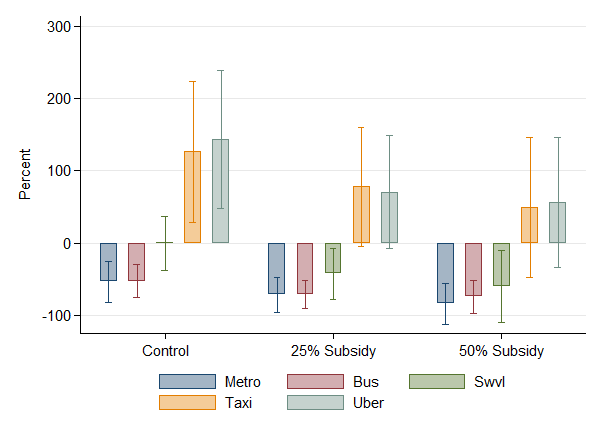 300
200
100
0
-100
Percent
Control 25% Subsidy 50% Subsidy
Metro Bus Swvl
Taxi Uber